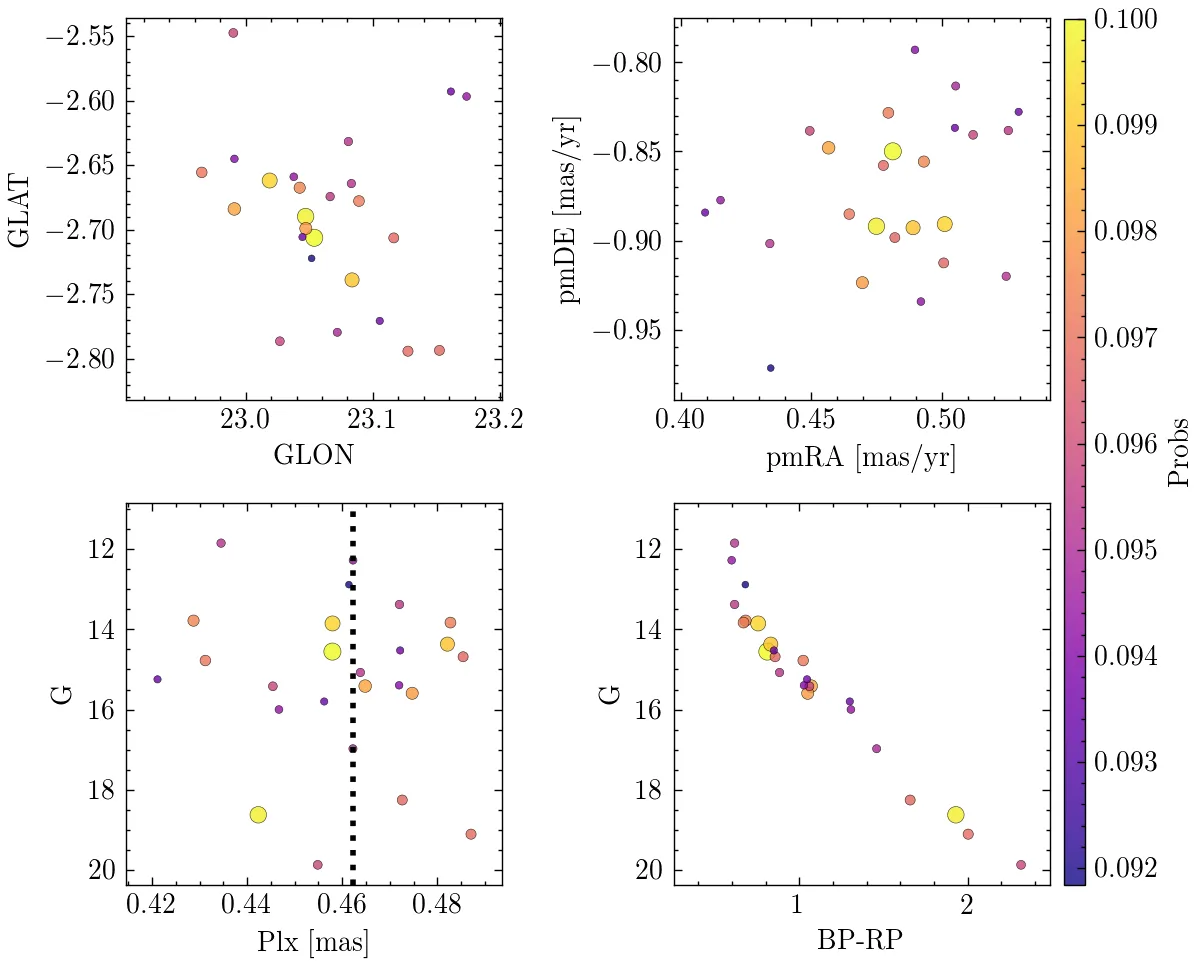 −2.55
−2.60
−2.65
−2.70
−2.75
−2.80
GLAT
23.0 23.1 23.2
GLON
−0.80
−0.85
−0.90
−0.95
pmDE [mas/yr]
0.40 0.45 0.50
pmRA [mas/yr]
12
14
16
18
20
G
0.42 0.44 0.46 0.48
Plx [mas]
12
14
16
18
20
G
1 2
BP-RP
0.100
0.099
0.098
0.097
0.096
0.095
0.094
0.093
0.092
Probs